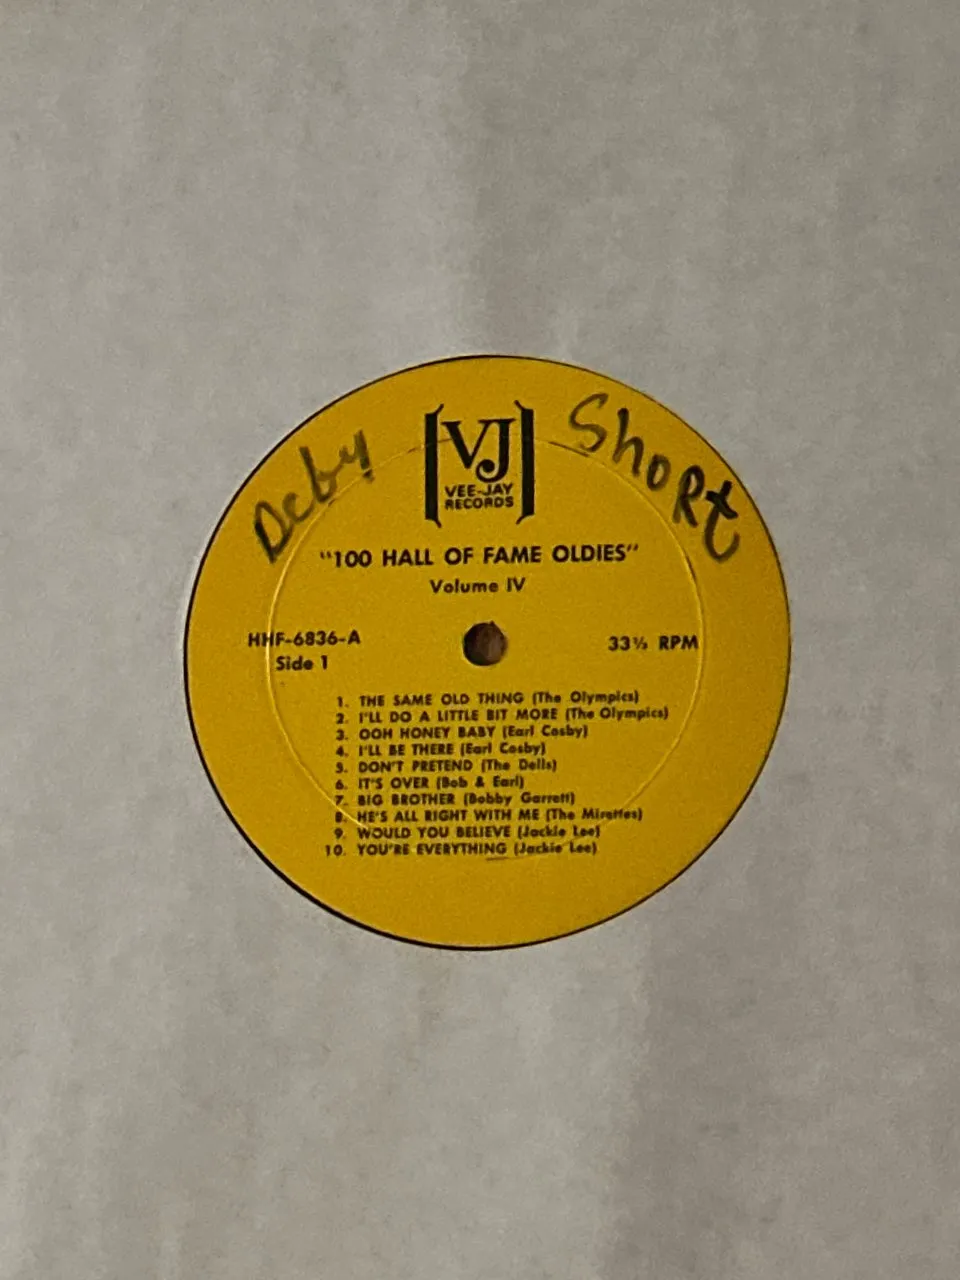 Deby Short
VJ
VEE-JAY
RECORDS
"100 HALL OF FAME OLDIES"
Volume IV
HHF-6836-A
Side 1
33⅓ RPM
1. THE SAME OLD THING (The Olympics)
2. I'LL DO A LITTLE BIT MORE (The Olympics)
3. OOH HONEY BABY (Earl Cosby)
4. I'LL BE THERE (Earl Cosby)
5. DON'T PRETEND (The Dells)
6. IT'S OVER (Bob & Earl)
7. BIG BROTHER (Bobby Garrett)
8. HE'S ALL RIGHT WITH ME (The Mirettes)
9. WOULD YOU BELIEVE (Jackie Lee)
10. YOU'RE EVERYTHING (Jackie Lee)